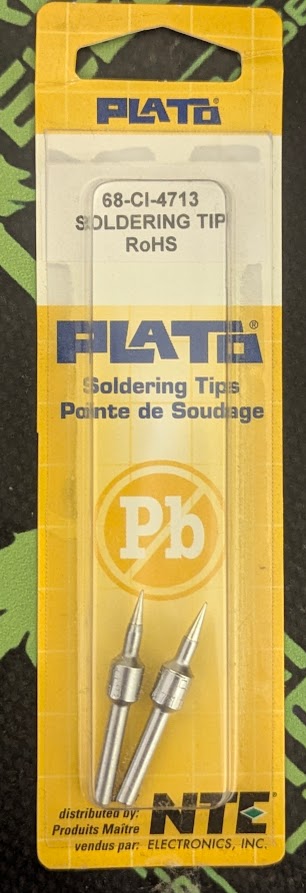 PLATO®
68-CI-4713
SOLDERING TIP
RoHS
PLATO®
Soldering Tips
Pointe de Soudage
Pb
distributed by:
Produits Maître
vendus par:
NTE®
ELECTRONICS, INC.